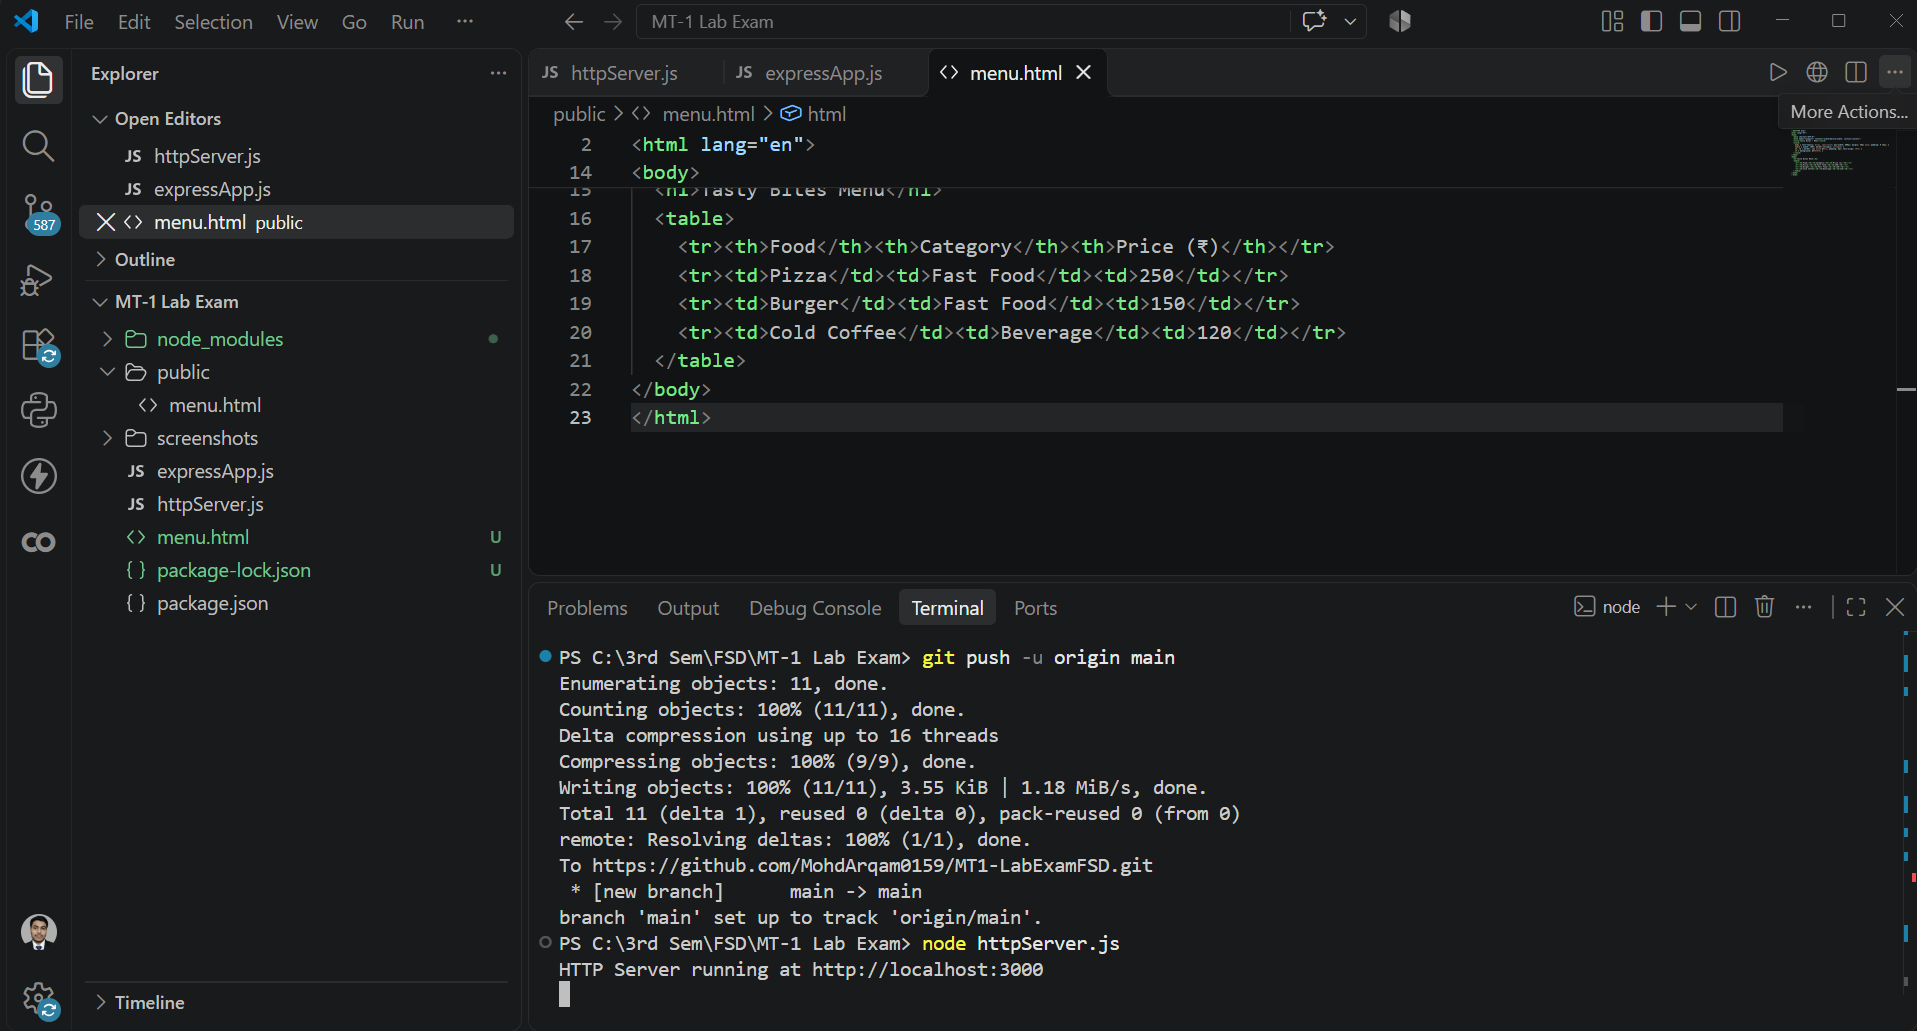 File Edit Selection View Go Run ...
MT-1 Lab Exam
Explorer
Open Editors
JS httpServer.js
JS expressApp.js
<> menu.html public
Outline
MT-1 Lab Exam
node_modules
public
<> menu.html
screenshots
JS expressApp.js
JS httpServer.js
<> menu.html U
{ } package-lock.json U
{ } package.json
Timeline
587
JS httpServer.js
JS expressApp.js
<> menu.html
More Actions...
public > <> menu.html > html
2 <html lang="en">
14 <body>
15 <h1>Tasty Bites Menu</h1>
16 <table>
17 <tr><th>Food</th><th>Category</th><th>Price (₹)</th></tr>
18 <tr><td>Pizza</td><td>Fast Food</td><td>250</td></tr>
19 <tr><td>Burger</td><td>Fast Food</td><td>150</td></tr>
20 <tr><td>Cold Coffee</td><td>Beverage</td><td>120</td></tr>
21 </table>
22 </body>
23 </html>
Problems Output Debug Console Terminal Ports
node
PS C:\3rd Sem\FSD\MT-1 Lab Exam> git push -u origin main
Enumerating objects: 11, done.
Counting objects: 100% (11/11), done.
Delta compression using up to 16 threads
Compressing objects: 100% (9/9), done.
Writing objects: 100% (11/11), 3.55 KiB | 1.18 MiB/s, done.
Total 11 (delta 1), reused 0 (delta 0), pack-reused 0 (from 0)
remote: Resolving deltas: 100% (1/1), done.
To https://github.com/MohdArqam0159/MT1-LabExamFSD.git
* [new branch] main -> main
branch 'main' set up to track 'origin/main'.
PS C:\3rd Sem\FSD\MT-1 Lab Exam> node httpServer.js
HTTP Server running at http://localhost:3000